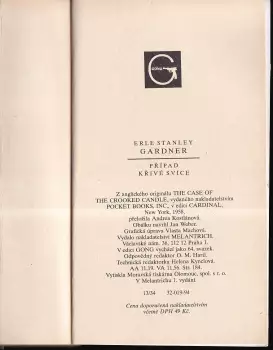 GONG
ERLE STANLEY
GARDNER
PŘÍPAD
KŘIVÉ SVÍCE
Z anglického originálu THE CASE OF
THE CROOKED CANDLE, vydaného nakladatelstvím
POCKET BOOKS, INC., v edici CARDINAL,
New York, 1958,
přeložila Andrea
Obálku navrhl Jan Weber.
Grafická úprava Vlasta Máchová.
Vydalo nakladatelství MELANTRICH,
Václavské nám. 36, 112 12 Praha 1.
V edici GONG vychází jako 64. svazek.
Odpovědný redaktor O. M. Hartl.
Technická redaktorka Helena Kynclová.
AA 11,19. VA 11,56. Str. 184.
Vytiskla Moravská tiskárna Olomouc, spol. s r. o.
V Melantrichu 1. vydání.
13/34 32-018-94
Cena doporučená nakladatelstvím
včetně DPH 49 Kč.